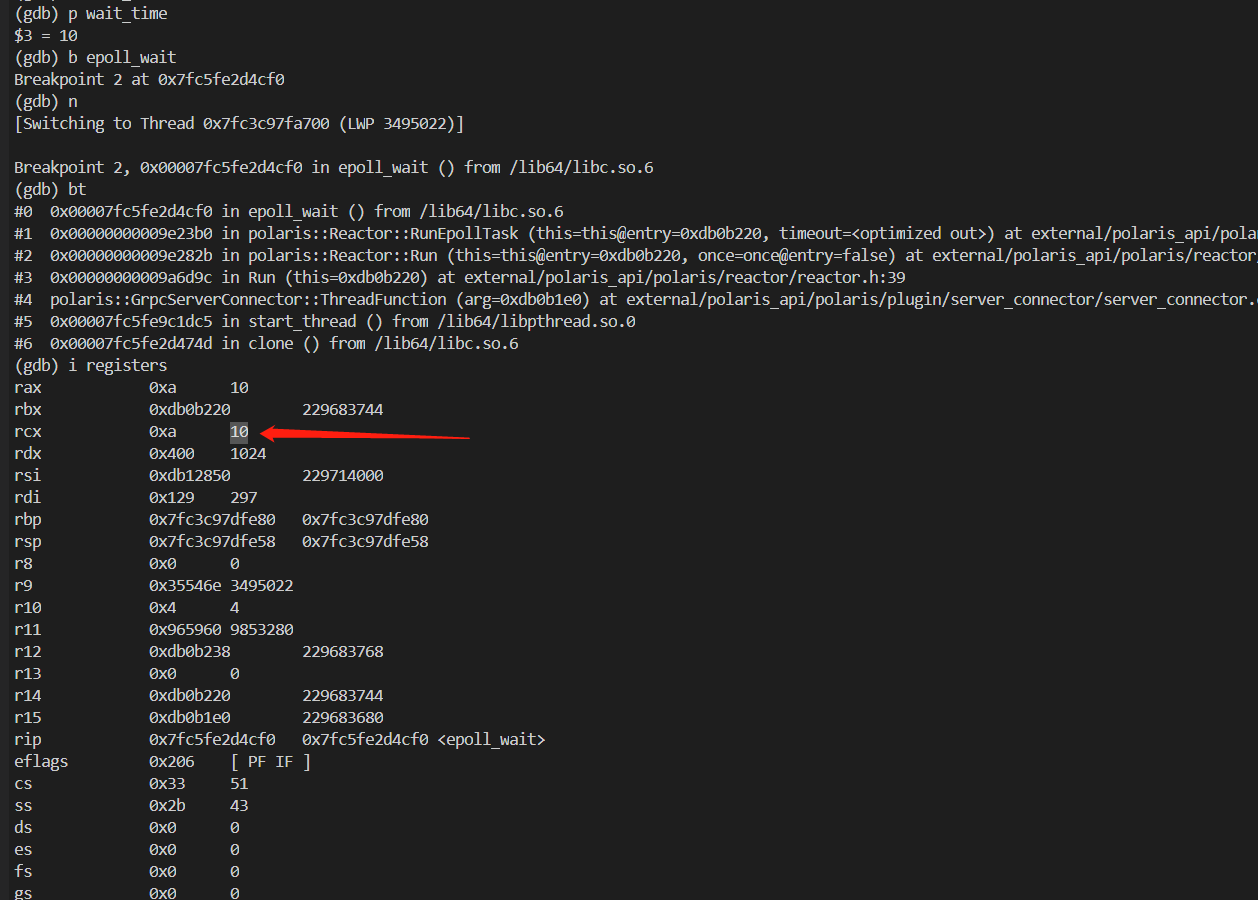 (gdb) p wait_time
$3 = 10
(gdb) b epoll_wait
Breakpoint 2 at 0x7fc5fe2d4cf0
(gdb) n
[Switching to Thread 0x7fc3c97fa700 (LWP 3495022)]
Breakpoint 2, 0x00007fc5fe2d4cf0 in epoll_wait () from /lib64/libc.so.6
(gdb) bt
#0  0x00007fc5fe2d4cf0 in epoll_wait () from /lib64/libc.so.6
#1  0x00000000009e23b0 in polaris::Reactor::RunEpollTask (this=this@entry=0xdb0b220, timeout=<optimized out>) at external/polaris_api/pola
#2  0x00000000009e282b in polaris::Reactor::Run (this=this@entry=0xdb0b220, once=once@entry=false) at external/polaris_api/polaris/reactor
#3  0x00000000009a6d9c in Run (this=0xdb0b220) at external/polaris_api/polaris/reactor/reactor.h:39
#4  polaris::GrpcServerConnector::ThreadFunction (arg=0xdb0b1e0) at external/polaris_api/polaris/plugin/server_connector/server_connector.
#5  0x00007fc5fe9c1dc5 in start_thread () from /lib64/libpthread.so.0
#6  0x00007fc5fe2d474d in clone () from /lib64/libc.so.6
(gdb) i registers
rax 0xa 10
rbx 0xdb0b220 229683744
rcx 0xa 10
rdx 0x400 1024
rsi 0xdb12850 229714000
rdi 0x129 297
rbp 0x7fc3c97dfe80 0x7fc3c97dfe80
rsp 0x7fc3c97dfe58 0x7fc3c97dfe58
r8 0x0 0
r9 0x35546e 3495022
r10 0x4 4
r11 0x965960 9853280
r12 0xdb0b238 229683768
r13 0x0 0
r14 0xdb0b220 229683744
r15 0xdb0b1e0 229683680
rip 0x7fc5fe2d4cf0 0x7fc5fe2d4cf0 <epoll_wait>
eflags 0x206 [ PF IF ]
cs 0x33 51
ss 0x2b 43
ds 0x0 0
es 0x0 0
fs 0x0 0
gs 0x0 0